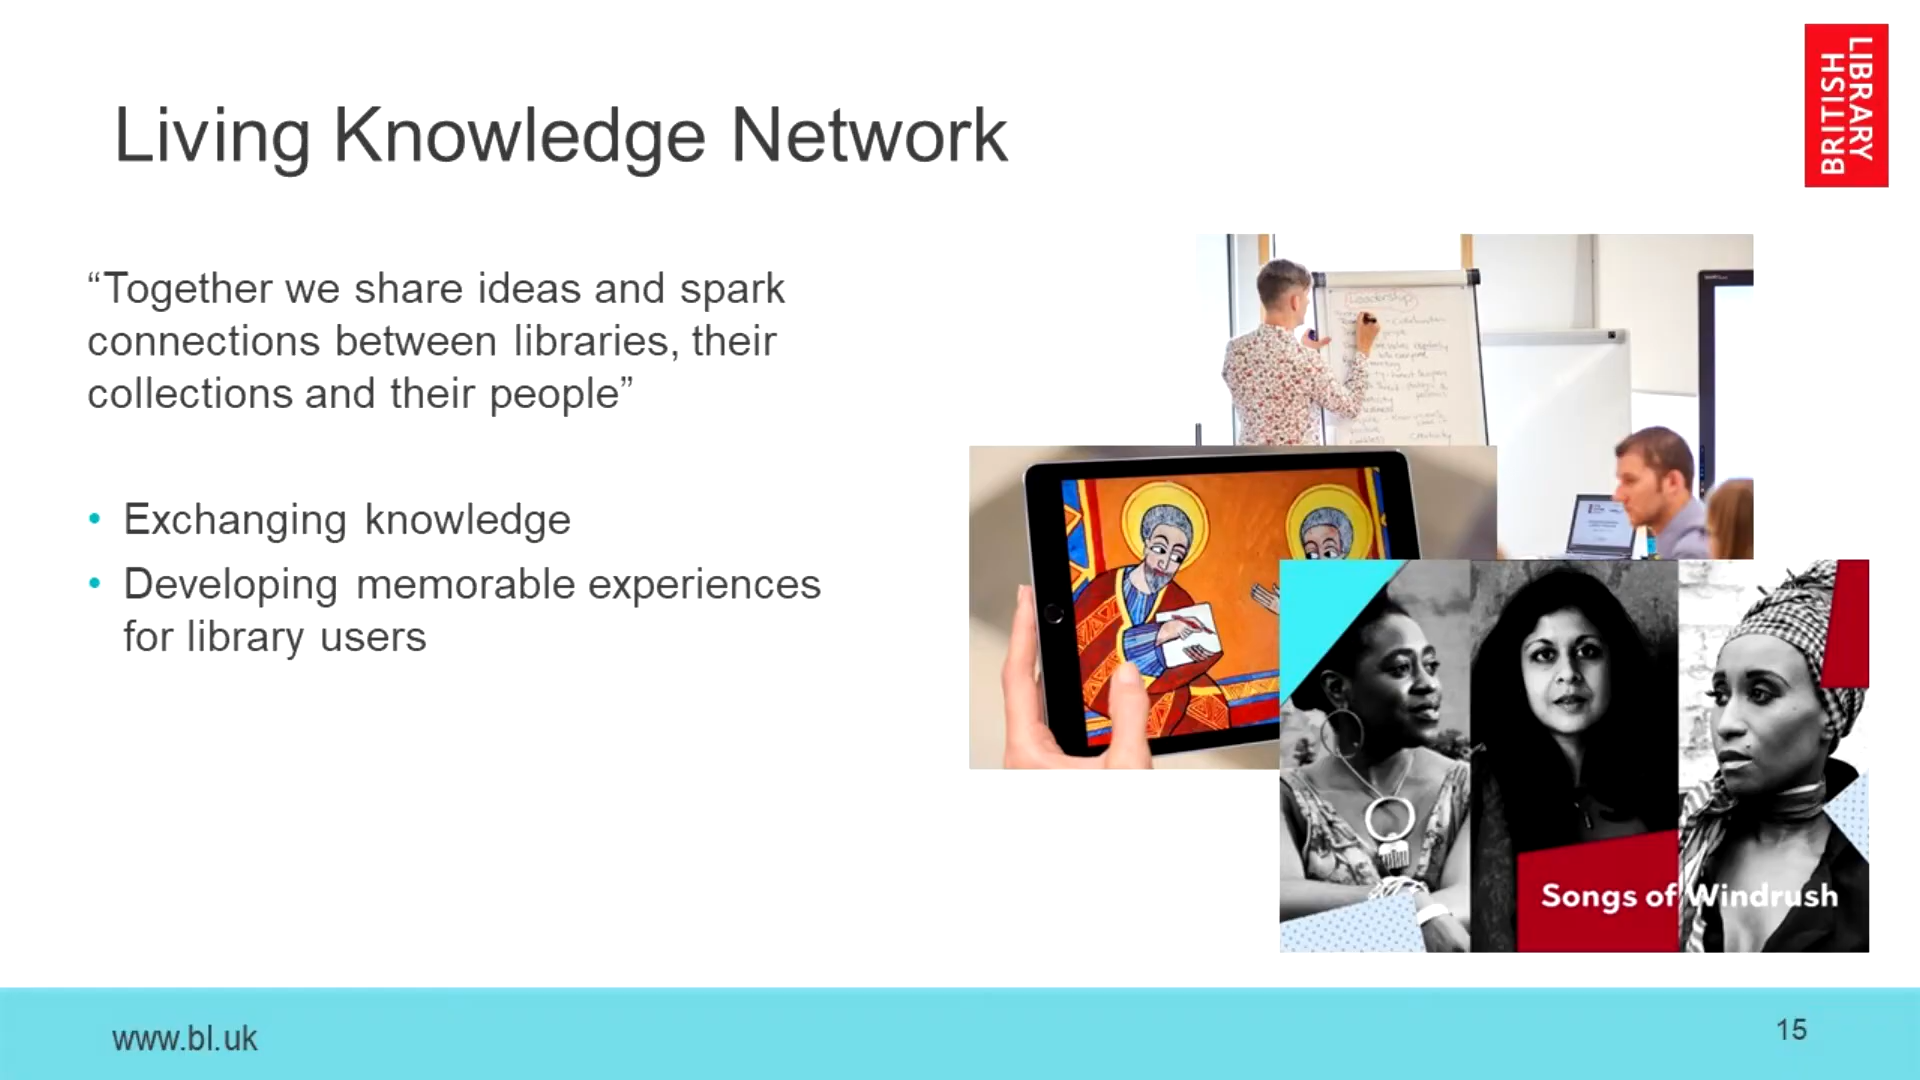 LIBRARY
BRITISH
Living Knowledge Network
“Together we share ideas and spark
connections between libraries, their
collections and their people”
• Exchanging knowledge
• Developing memorable experiences
for library users
Leadership
Songs of Windrush
www.bl.uk
15